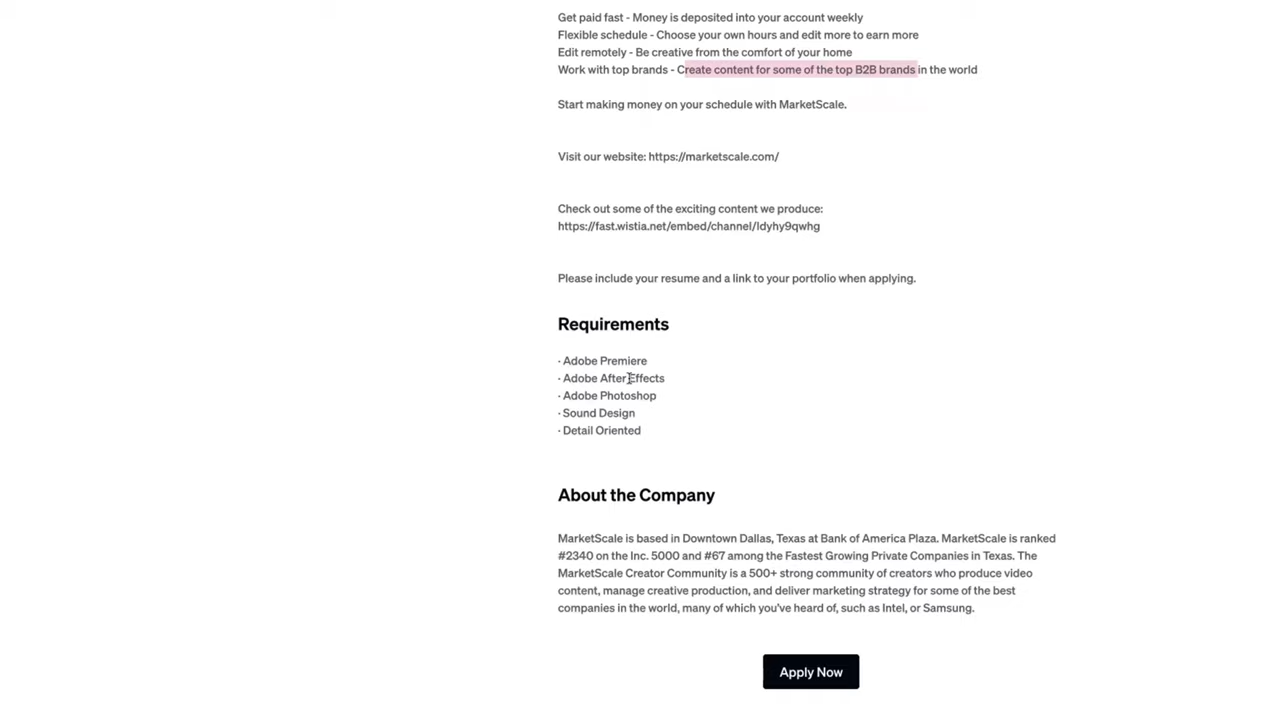 Get paid fast - Money is deposited into your account weekly
Flexible schedule - Choose your own hours and edit more to earn more
Edit remotely - Be creative from the comfort of your home
Work with top brands - Create content for some of the top B2B brands in the world
Start making money on your schedule with MarketScale.
Visit our website: https://marketscale.com/
Check out some of the exciting content we produce:
https://fast.wistia.net/embed/channel/ldyhy9qwhg
Please include your resume and a link to your portfolio when applying.
Requirements
· Adobe Premiere
· Adobe After Effects
· Adobe Photoshop
· Sound Design
· Detail Oriented
About the Company
MarketScale is based in Downtown Dallas, Texas at Bank of America Plaza. MarketScale is ranked
#2340 on the Inc. 5000 and #67 among the Fastest Growing Private Companies in Texas. The
MarketScale Creator Community is a 500+ strong community of creators who produce video
content, manage creative production, and deliver marketing strategy for some of the best
companies in the world, many of which you've heard of, such as Intel, or Samsung.
Apply Now